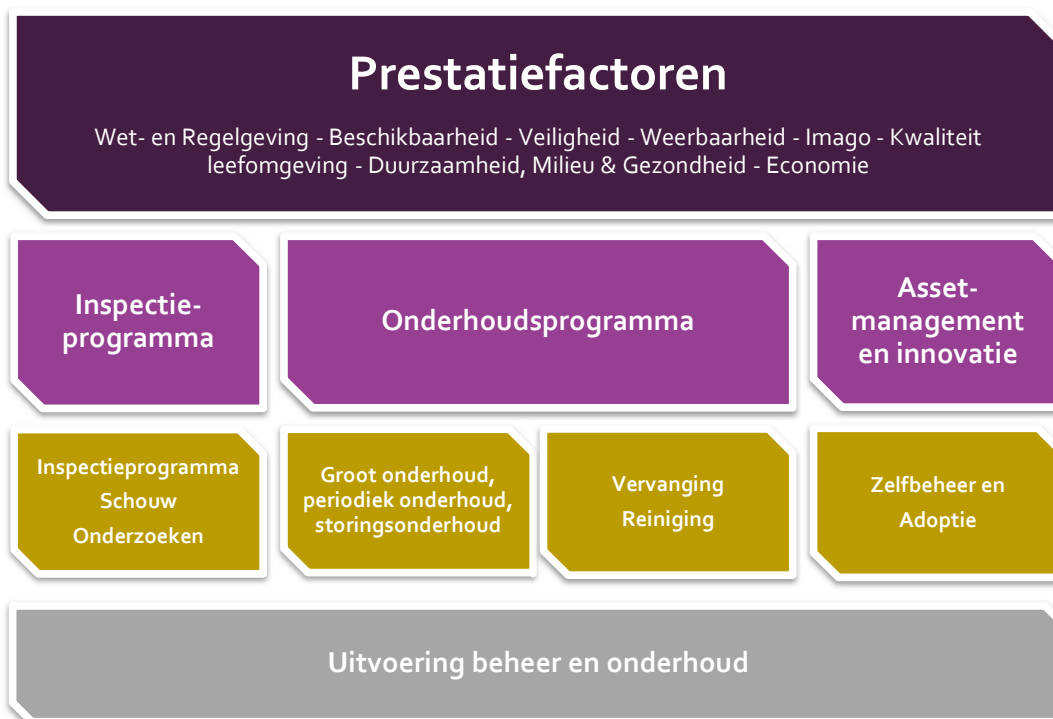 Prestatiefactoren
Wet- en Regelgeving - Beschikbaarheid - Veiligheid - Weerbaarheid - Imago - Kwaliteit
leefomgeving - Duurzaamheid, Milieu & Gezondheid - Economie
Inspectie-
programma
Onderhoudsprogramma
Asset-
management
en innovatie
Inspectieprogramma
Schouw
Onderzoeken
Groot onderhoud,
periodiek onderhoud,
storingsonderhoud
Vervanging
Reiniging
Zelfbeheer en
Adoptie
Uitvoering beheer en onderhoud